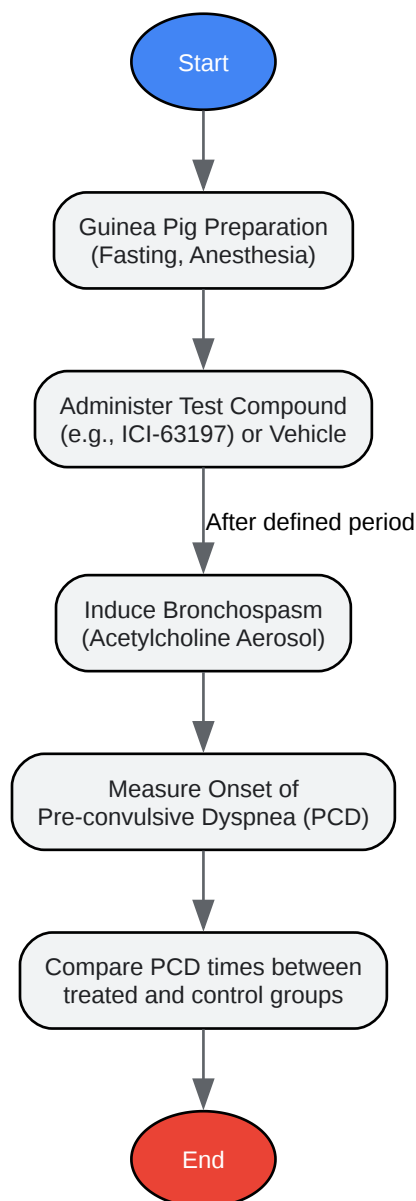 Start
Guinea Pig Preparation
(Fasting, Anesthesia)
Administer Test Compound
(e.g., ICI-63197) or Vehicle
After defined period
Induce Bronchospasm
(Acetylcholine Aerosol)
Measure Onset of
Pre-convulsive Dyspnea (PCD)
Compare PCD times between
treated and control groups
End